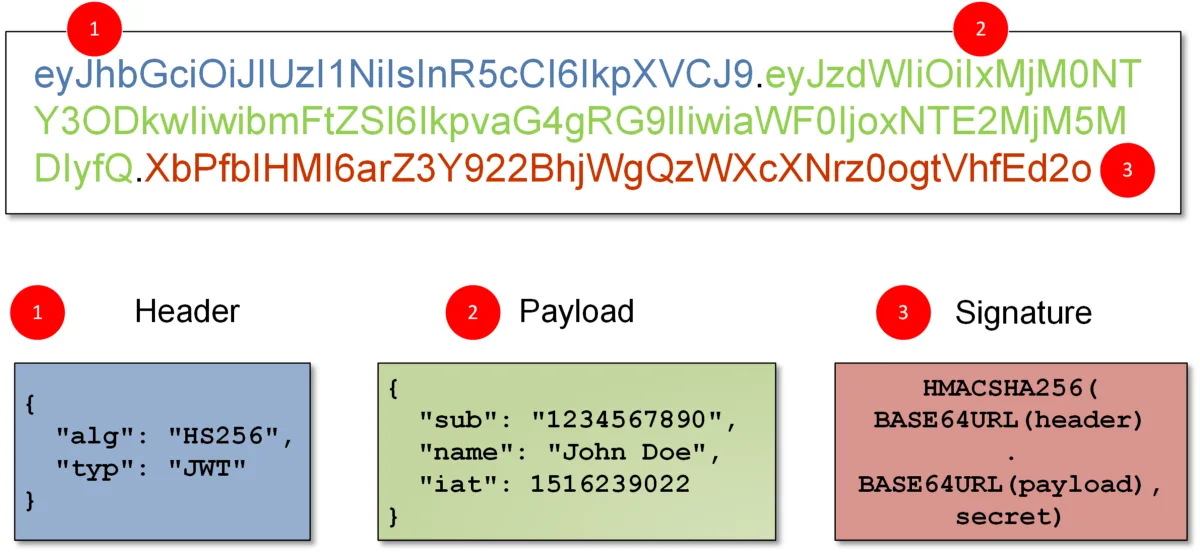 1
2
eyJhbGciOiJIUzI1NiIsInR5cCI6IkpXVCJ9.eyJzdWIiOiIxMjM0NT
Y3ODkwIiwibmFtZSI6IkpvaG4gRG9lIiwiaWF0IjoxNTE2MjM5M
DIyfQ.XbPfbIHMI6arZ3Y922BhjWgQzWXcXNrz0ogtVhfEd2o
3
1
Header
2
Payload
3
Signature
{
"alg": "HS256",
"typ": "JWT"
}
{
"sub": "1234567890",
"name": "John Doe",
"iat": 1516239022
}
HMACSHA256(
BASE64URL(header)
.
BASE64URL(payload),
secret)